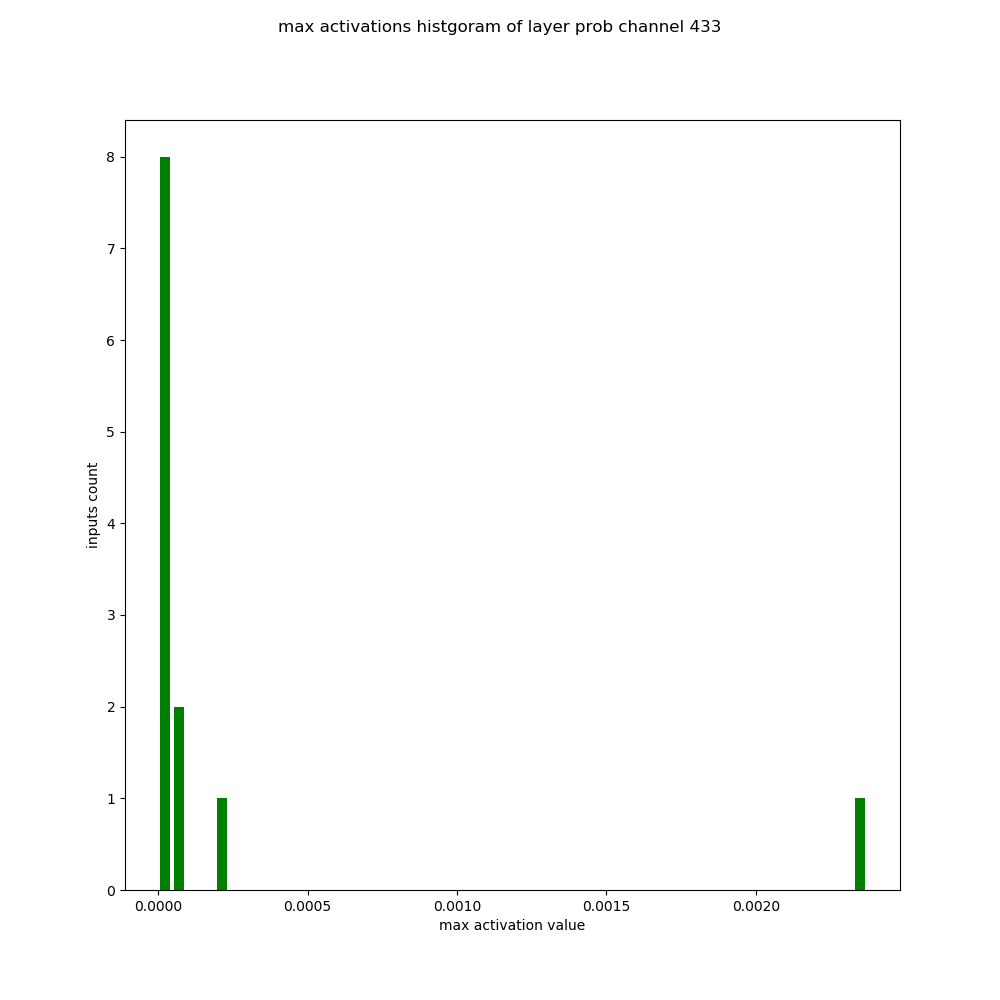 max activations histgoram of layer prob channel 433
8
7
6
5
4
3
2
1
0
inputs count
0.0000 0.0005 0.0010 0.0015 0.0020
max activation value